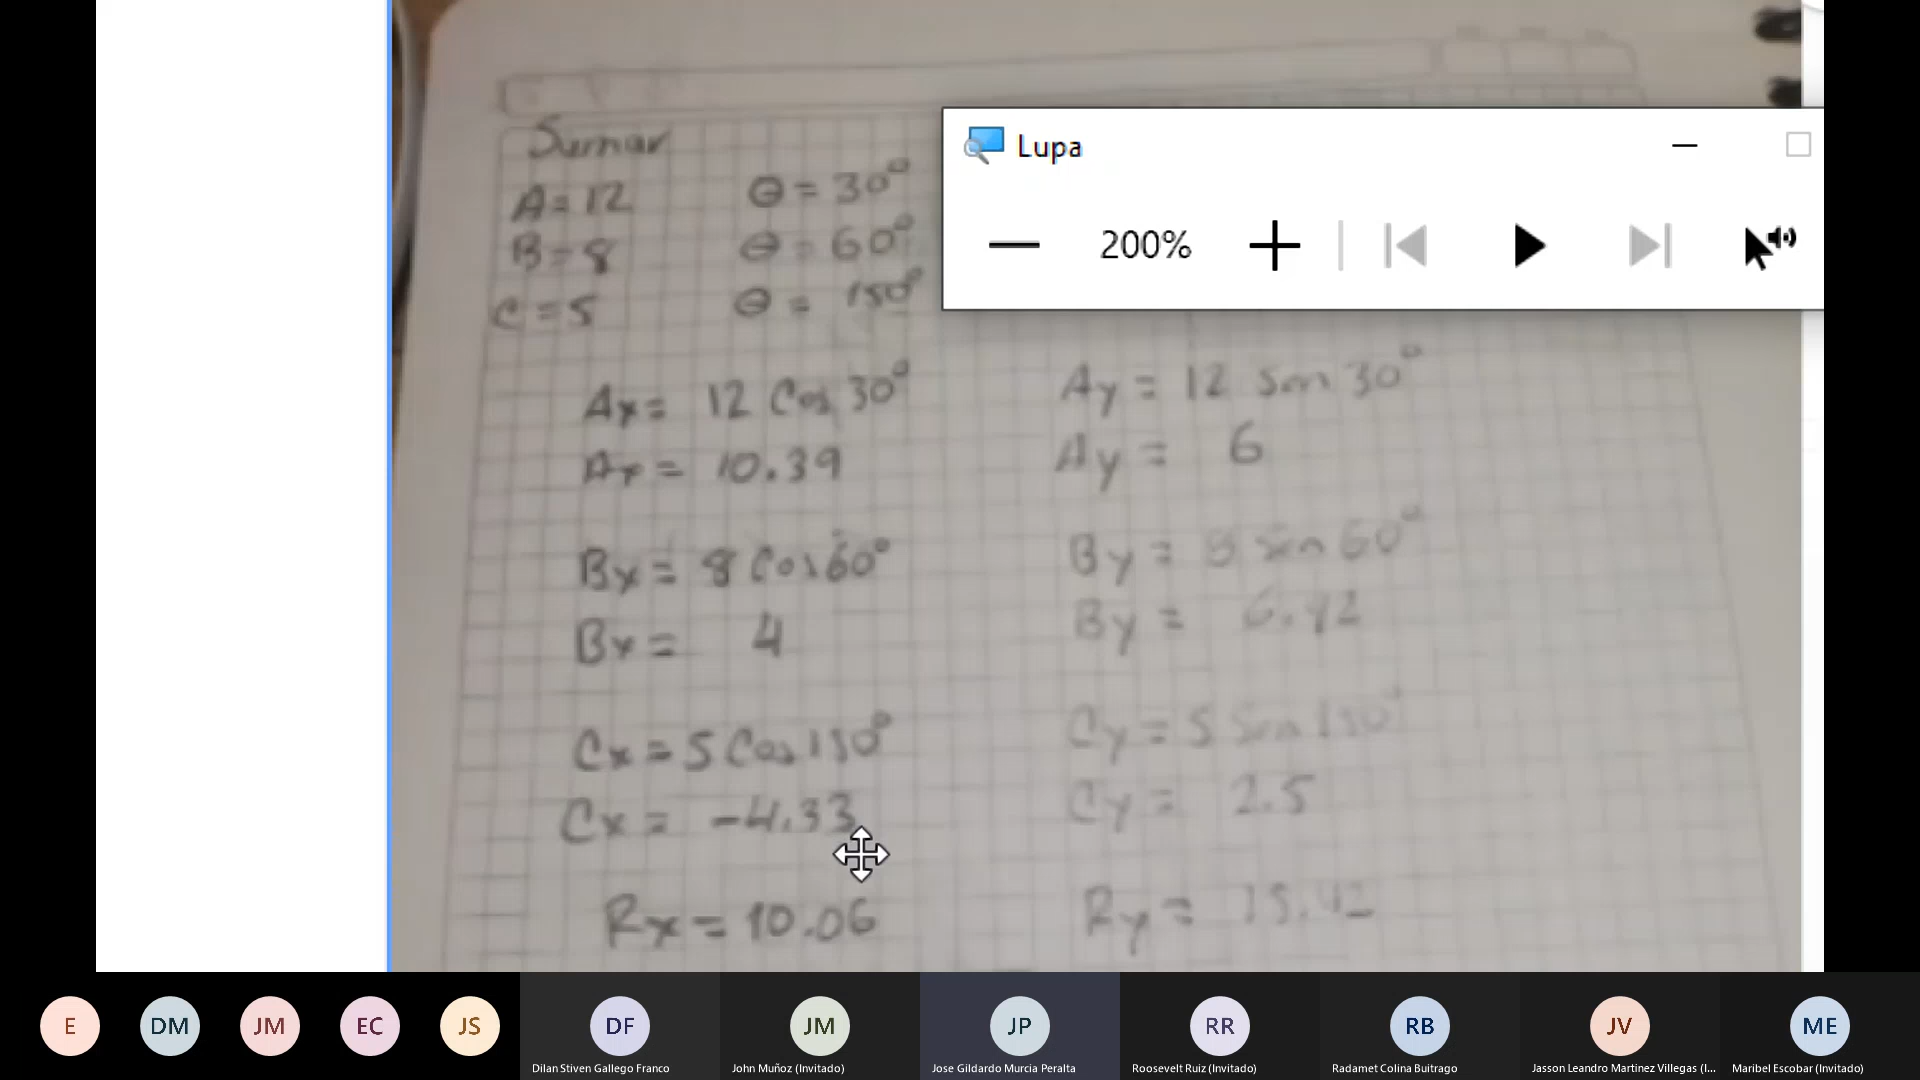 Sumar
A = 12 θ = 30°
B = 8 θ = 60°
C = 5 θ = 150°
Lupa
200%
Ax = 12 Cos 30° Ay = 12 sen 30°
Ax = 10.39 Ay = 6
Bx = 8 Cos 60° By = 8 sen 60°
Bx = 4 By = 6.92
Cx = 5 Cos 150° Cy = 5 Sen 150°
Cx = -4.33 Cy = 2.5
Rx = 10.06 Ry = 15.42
E DM JM EC JS DF JM JP RR RB JV ME
Dilan Stiven Gallego Franco
John Muñoz (Invitado)
Jose Gildardo Murcia Peralta
Roosevelt Ruiz (Invitado)
Radamet Colina Buitrago
Jasson Leandro Martinez Villegas (I...
Maribel Escobar (Invitado)